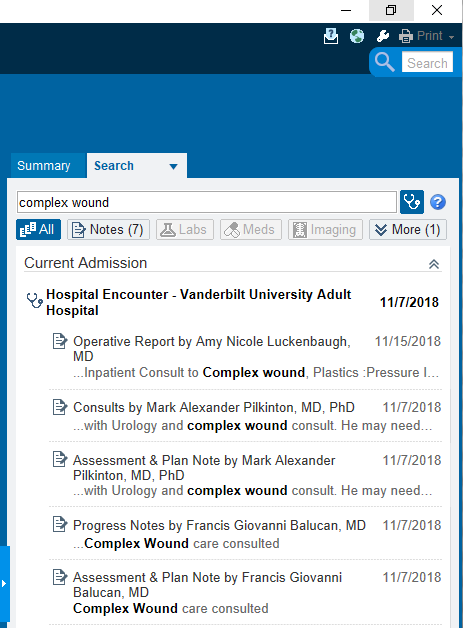 Print
Search
Summary
Search
complex wound
All
Notes (7)
Labs
Meds
Imaging
More (1)
Current Admission
Hospital Encounter - Vanderbilt University Adult
Hospital
11/7/2018
Operative Report by Amy Nicole Luckenbaugh,
MD
11/15/2018
...Inpatient Consult to Complex wound, Plastics :Pressure I...
Consults by Mark Alexander Pilkinton, MD, PhD
11/7/2018
...with Urology and complex wound consult. He may need...
Assessment & Plan Note by Mark Alexander
Pilkinton, MD, PhD
11/7/2018
...with Urology and complex wound consult. He may need...
Progress Notes by Francis Giovanni Balucan, MD
11/7/2018
...Complex Wound care consulted
Assessment & Plan Note by Francis Giovanni
Balucan, MD
11/7/2018
Complex Wound care consulted